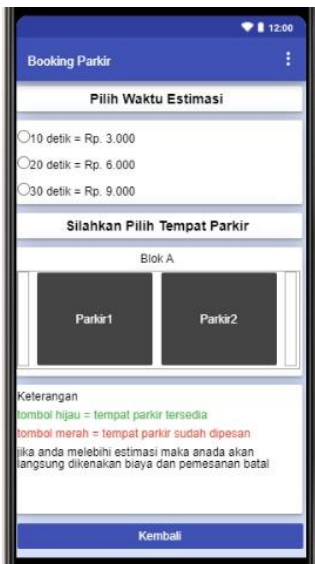 12:00
Booking Parkir
Pilih Waktu Estimasi
10 detik = Rp. 3.000
20 detik = Rp. 6.000
30 detik = Rp. 9.000
Silahkan Pilih Tempat Parkir
Blok A
Parkir1 Parkir2
Keterangan
tombol hijau = tempat parkir tersedia
tombol merah = tempat parkir sudah dipesan
jika anda melebihi estimasi maka anada akan
langsung dikenakan biaya dan pemesanan batal
Kembali